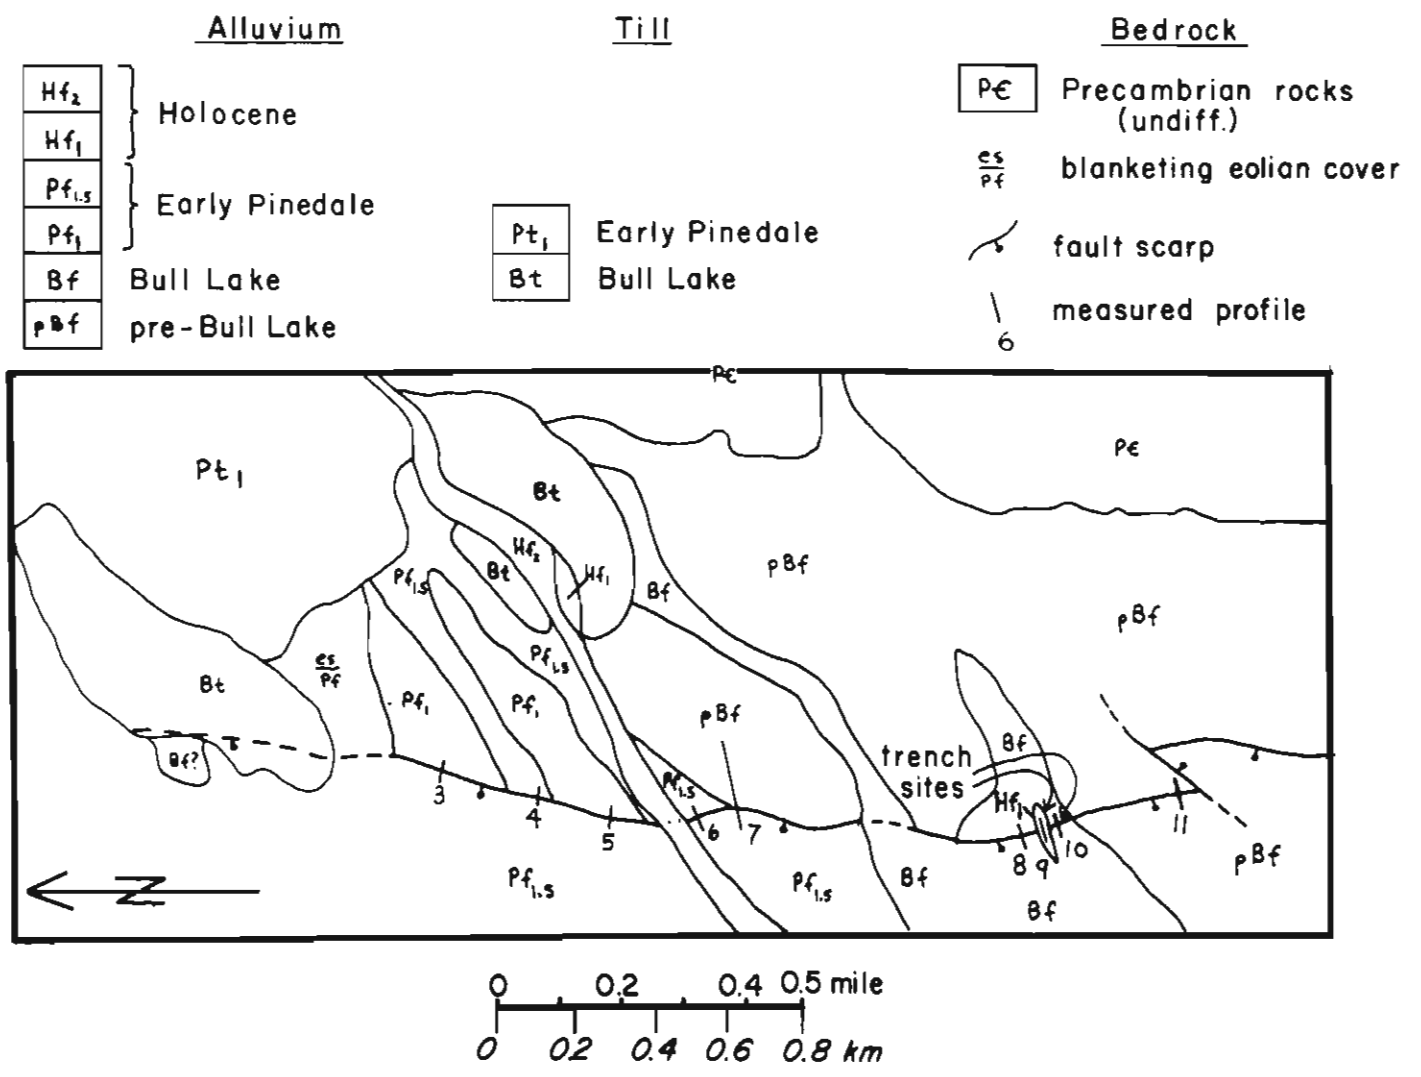 Alluvium
Till
Bedrock
Hf₂
Hf₁
Holocene
Pf₁.₅
Pf₁
Early Pinedale
Bf
Bull Lake
pBf
pre-Bull Lake
Pt₁
Early Pinedale
Bt
Bull Lake
P€
Precambrian rocks
(undiff.)
es
Pf
blanketing eolian cover
fault scarp
measured profile
6
P€
Pt₁
P€
Bt
Hf₂
Hf₁
pBf
Bt
Pf₁.₅
Bf
pBf
es
Pf
Pf₁.₅
Bt
Pf₁
Pf₁
pBf
Bf
trench
sites
Bf?
Pf₁.₅
Hf₁
3
4
5
6
7
8
9
10
11
pBf
Pf₁.₅
Pf₁.₅
Bf
Bf
N
0 0.2 0.4 0.5 mile
0 0.2 0.4 0.6 0.8 km